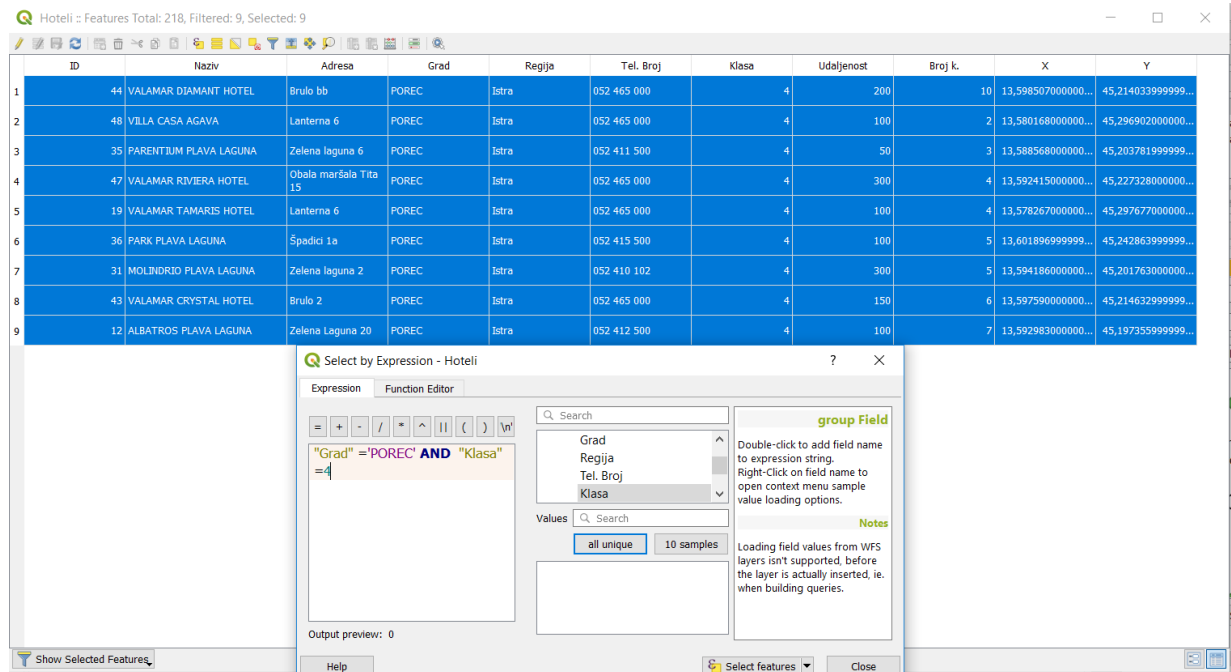 Hoteli :: Features Total: 218, Filtered: 9, Selected: 9
ID Naziv Adresa Grad Regija Tel. Broj Klasa Udaljenost Broj k. X Y
1 44 VALAMAR DIAMANT HOTEL Brulo bb POREC Istra 052 465 000 4 200 10 13,598507000000... 45,214033999999...
2 48 VILLA CASA AGAVA Lanterna 6 POREC Istra 052 465 000 4 100 2 13,580168000000... 45,296902000000...
3 35 PARENTIUM PLAVA LAGUNA Zelena laguna 6 POREC Istra 052 411 500 4 50 3 13,588568000000... 45,203781999999...
4 47 VALAMAR RIVIERA HOTEL Obala maršala Tita 15 POREC Istra 052 465 000 4 300 4 13,592415000000... 45,227328000000...
5 19 VALAMAR TAMARIS HOTEL Lanterna 6 POREC Istra 052 465 000 4 100 4 13,578267000000... 45,297677000000...
6 36 PARK PLAVA LAGUNA Špadici 1a POREC Istra 052 415 500 4 100 5 13,601896999999... 45,242863999999...
7 31 MOLINDRIO PLAVA LAGUNA Zelena laguna 2 POREC Istra 052 410 102 4 300 5 13,594186000000... 45,201763000000...
8 43 VALAMAR CRYSTAL HOTEL Brulo 2 POREC Istra 052 465 000 4 150 6 13,597590000000... 45,214632999999...
9 12 ALBATROS PLAVA LAGUNA Zelena Laguna 20 POREC Istra 052 412 500 4 100 7 13,592983000000... 45,197355999999...
Select by Expression - Hoteli ?
Expression Function Editor
= + - / * ^ || ( ) '\n'
"Grad" ='POREC' AND "Klasa"
=4
Output preview: 0
Search
Grad
Regija
Tel. Broj
Klasa
Values Search
all unique 10 samples
group Field
Double-click to add field name
to expression string.
Right-Click on field name to
open context menu sample
value loading options.
Notes
Loading field values from WFS
layers isn't supported, before
the layer is actually inserted, ie.
when building queries.
Show Selected Features
Help Select features Close